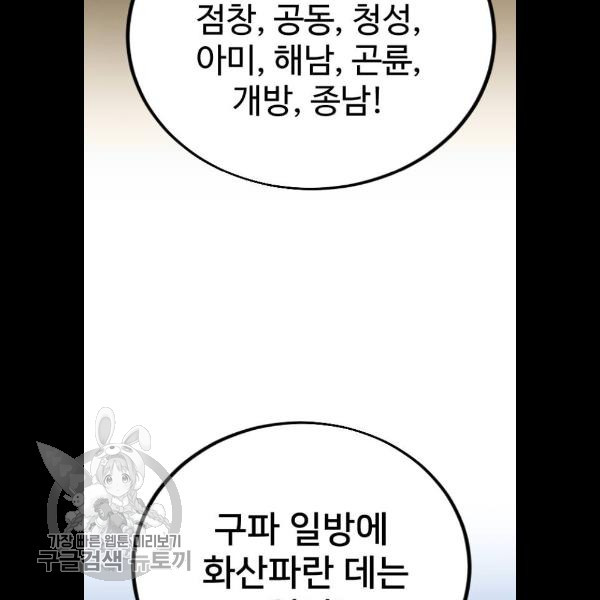 점창, 공동, 청성,
아미, 해남, 곤륜,
개방, 종남!
구파 일방에
화산파란 데는
가장 빠른 웹툰 미리보기
구글검색 뉴토끼